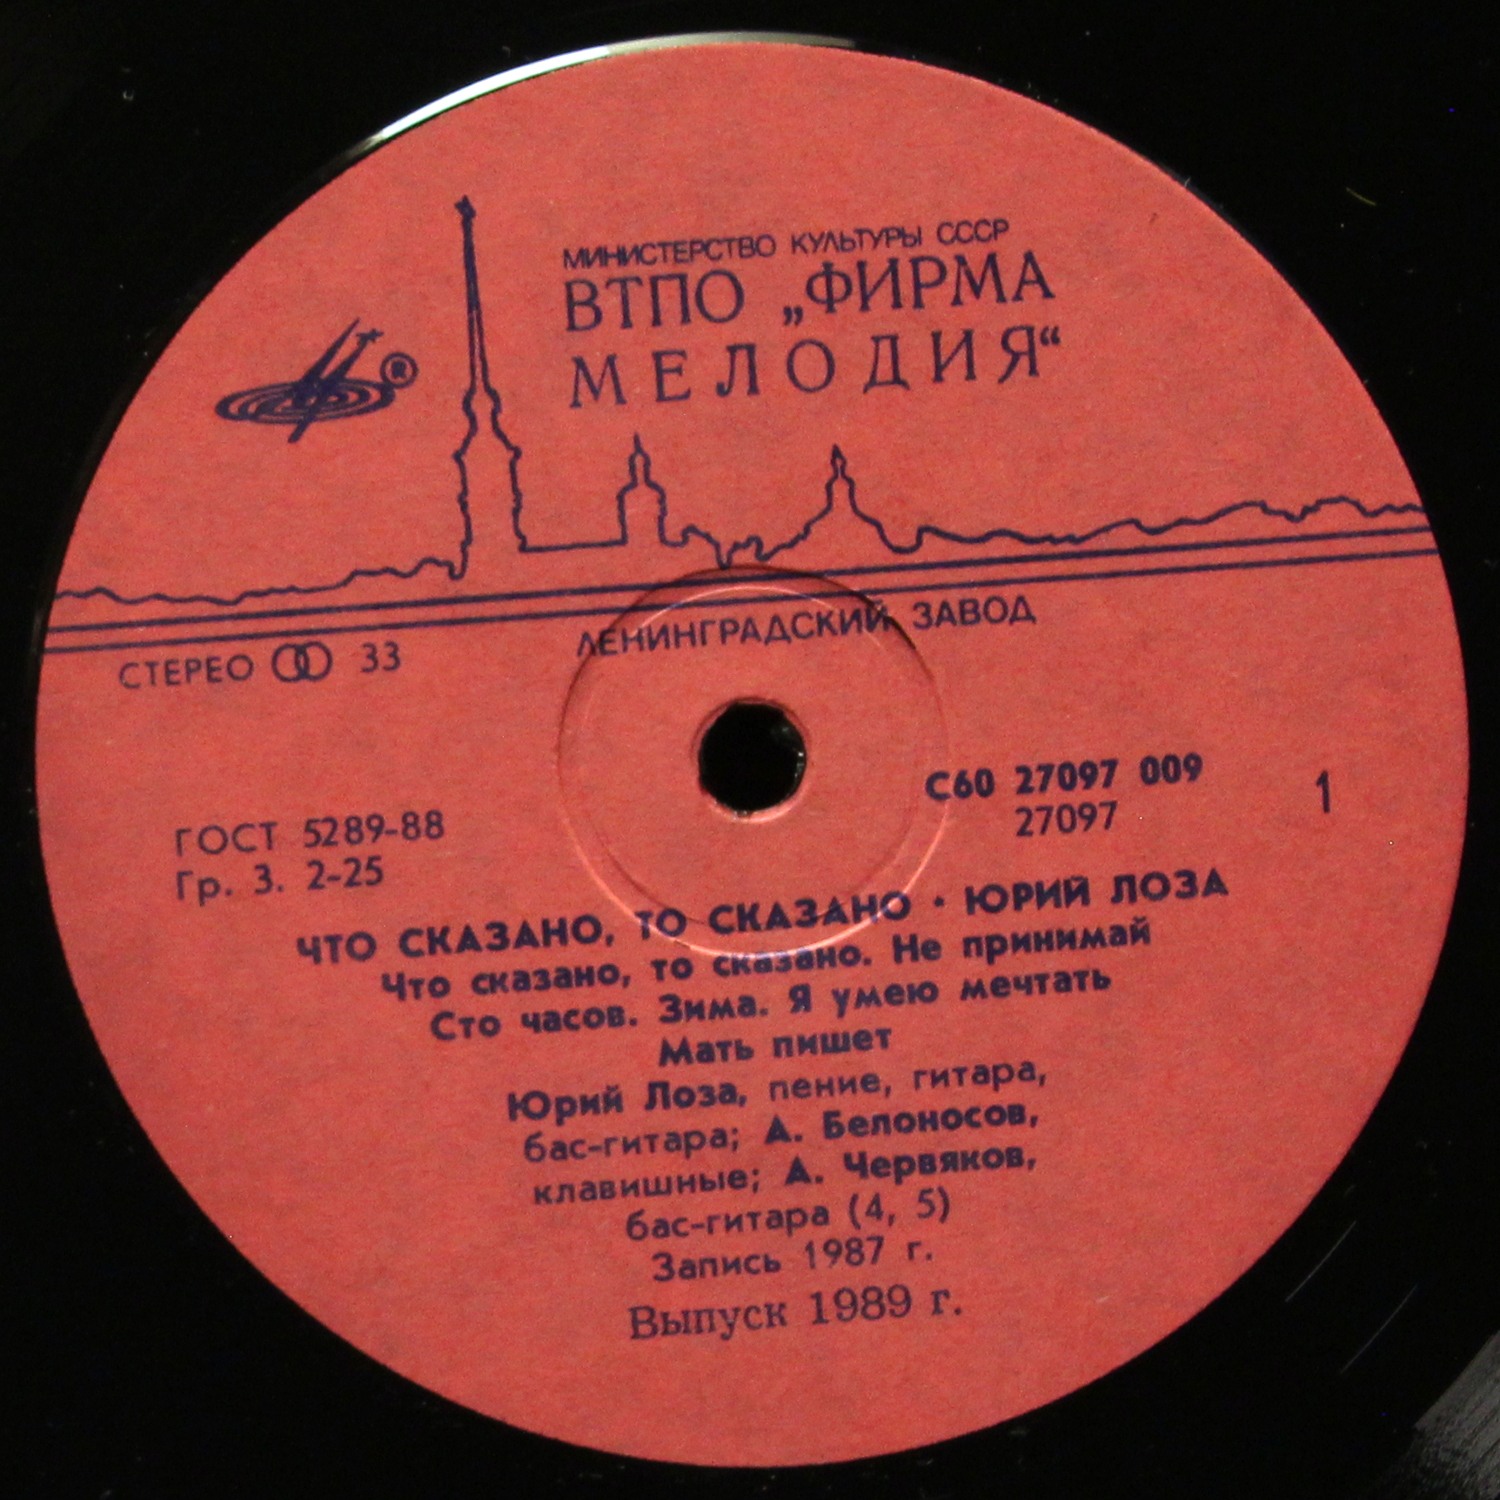 МИНИСТЕРСТВО КУЛЬТУРЫ СССР
ВТПО „ФИРМА
МЕЛОДИЯ“
®
ЛЕНИНГРАДСКИЙ ЗАВОД
СТЕРЕО 33
С60 27097 009
27097
1
ГОСТ 5289-88
Гр. 3. 2-25
ЧТО СКАЗАНО, ТО СКАЗАНО · ЮРИЙ ЛОЗА
Что сказано, то сказано. Не принимай
Сто часов. Зима. Я умею мечтать
Мать пишет
Юрий Лоза, пение, гитара,
бас-гитара; А. Белоносов,
клавишные; А. Червяков,
бас-гитара (4, 5)
Запись 1987 г.
Выпуск 1989 г.